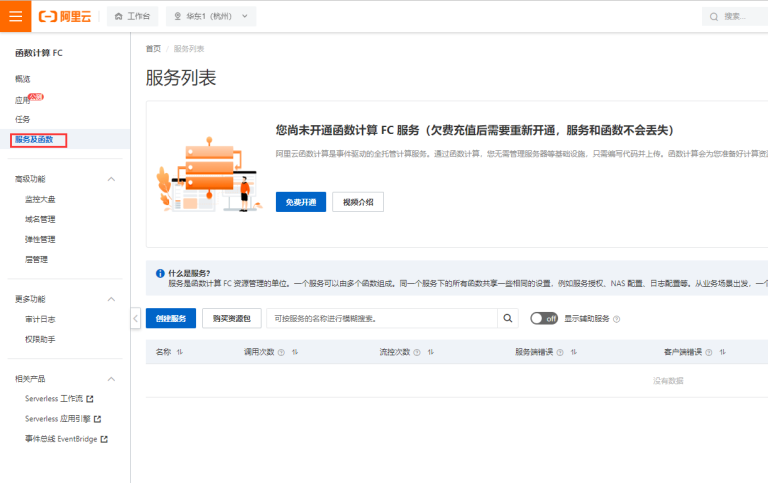 阿里云
工作台
华东1（杭州）
搜索...
函数计算 FC
概览
应用 公测
任务
服务及函数
高级功能
监控大盘
域名管理
弹性管理
层管理
更多功能
审计日志
权限助手
相关产品
Serverless 工作流
Serverless 应用引擎
事件总线 EventBridge
首页 / 服务列表
服务列表
您尚未开通函数计算 FC 服务（欠费充值后需要重新开通，服务和函数不会丢失）
阿里云函数计算是事件驱动的全托管计算服务。通过函数计算，您无需管理服务器等基础设施，只需编写代码并上传。函数计算会为您准备好计算资
免费开通 视频介绍
什么是服务?
服务是函数计算 FC 资源管理的单位。一个服务可以由多个函数组成。同一个服务下的所有函数共享一些相同的设置，例如服务授权、NAS 配置、日志配置等。从业务场景出发，一个
创建服务 购买资源包 可按服务的名称进行模糊搜索。 off 显示辅助服务
名称 调用次数 流控次数 服务端错误 客户端错误
没有数据